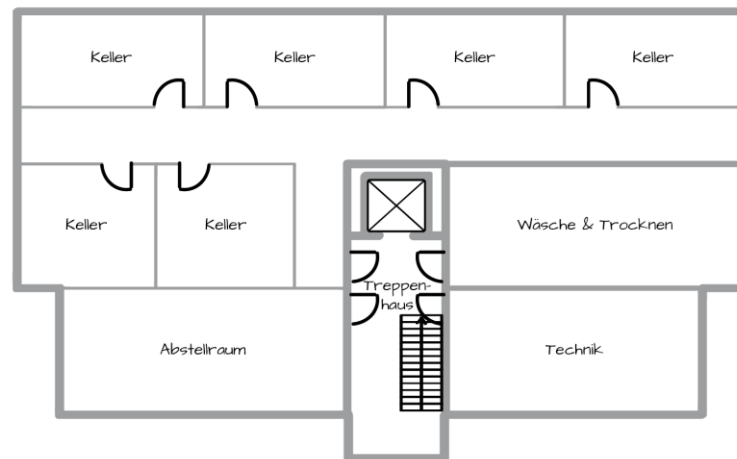 Keller
Keller
Keller
Keller
Keller
Keller
Wäsche & Trocknen
Treppen-
haus
Abstellraum
Technik